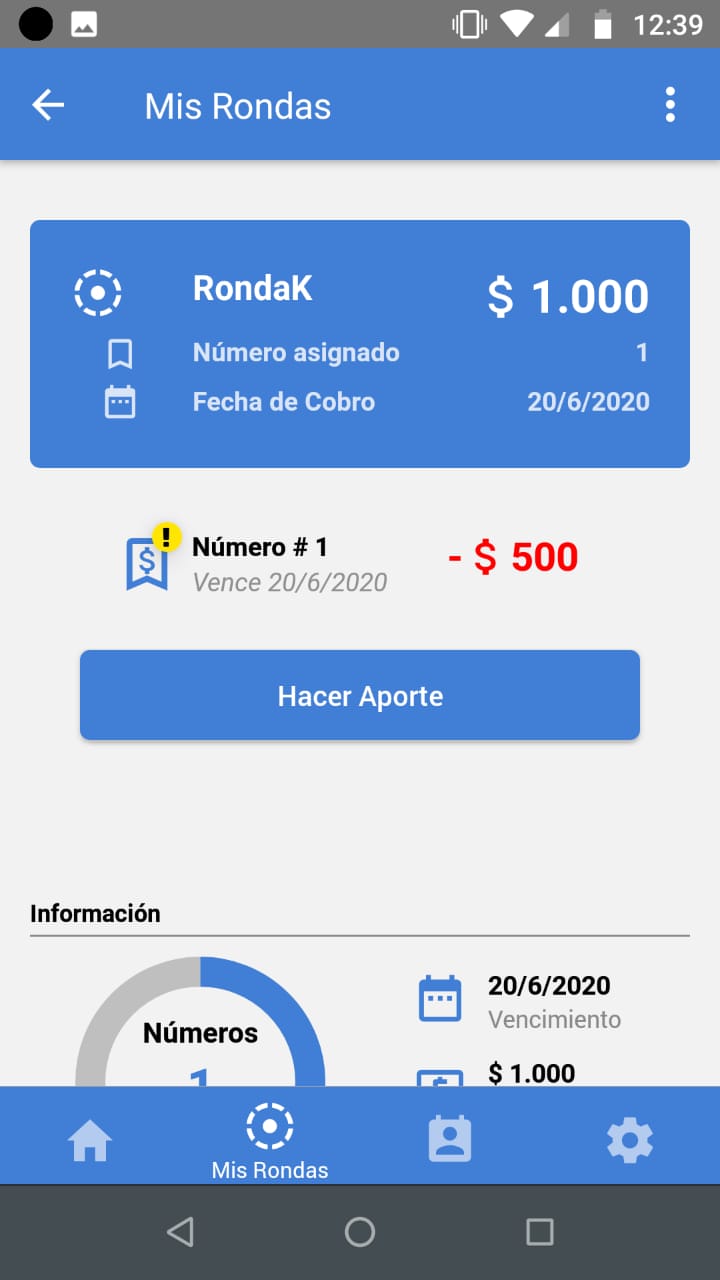 12:39
Mis Rondas
RondaK $ 1.000
Número asignado 1
Fecha de Cobro 20/6/2020
! Número # 1 - $ 500
$ Vence 20/6/2020
Hacer Aporte
Información
20/6/2020
Números Vencimiento
1 $ 1.000
Mis Rondas